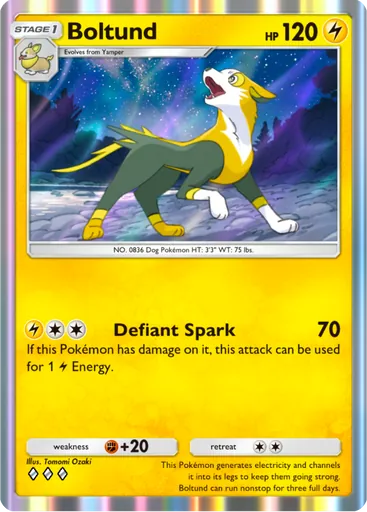 STAGE 1
Boltund
HP 120
Evolves from Yamper
NO. 0836 Dog Pokémon HT: 3'3" WT: 75 lbs.
Defiant Spark 70
If this Pokémon has damage on it, this attack can be used
for 1 Energy.
weakness +20
retreat
Illus. Tomomi Ozaki
This Pokémon generates electricity and channels
it into its legs to keep them going strong.
Boltund can run nonstop for three full days.